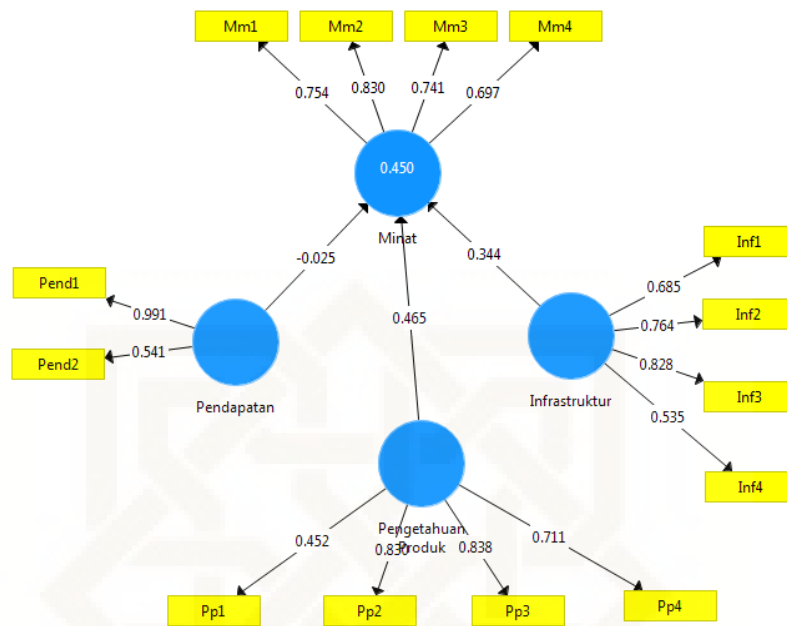 Mm1 Mm2 Mm3 Mm4
0.754 0.830 0.741 0.697
0.450
Minat
-0.025 0.465 0.344
Pend1
Pend2
0.991
0.541
Pendapatan
Inf1
Inf2
Inf3
Inf4
0.685
0.764
0.828
0.535
Infrastruktur
Pengetahuan
Produk
0.452 0.830 0.838 0.711
Pp1 Pp2 Pp3 Pp4